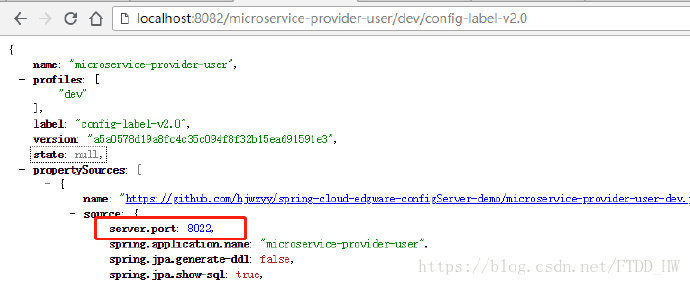 localhost:8082/microservice-provider-user/dev/config-label-v2.0
{
name: "microservice-provider-user",
- profiles: [
"dev"
],
label: "config-label-v2.0",
version: "a5a0578d19a8fc4c35c094f8f32b15ea691591e3",
state: null,
- propertySources: [
- {
name: "https://github.com/hjwzyy/spring-cloud-edgware-configServer-demo/microservice-provider-user-dev.
- source: {
server.port: 8022,
spring.application.name: "microservice-provider-user",
spring.jpa.generate-ddl: false,
spring.jpa.show-sql: true,
https://blog.csdn.net/FTDD_HW